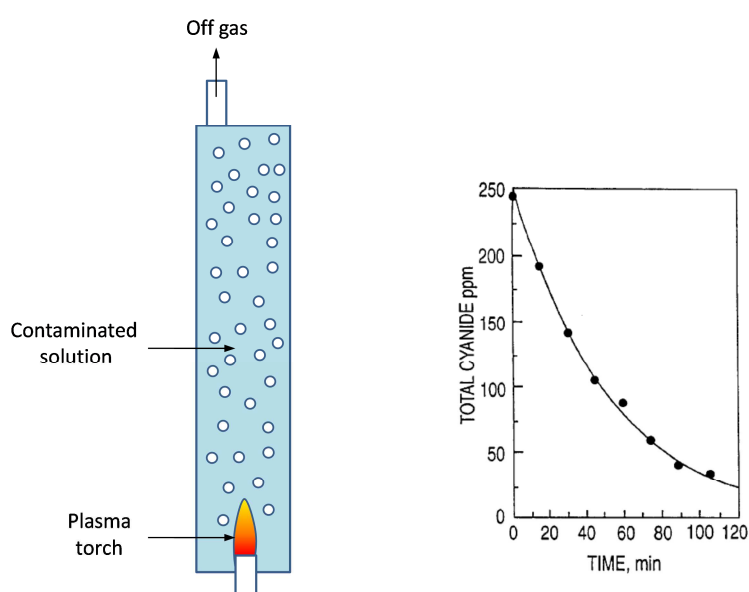 Off gas
Contaminated
solution
Plasma
torch
TOTAL CYANIDE ppm
250
200
150
100
50
0
0 20 40 60 80 100 120
TIME, min